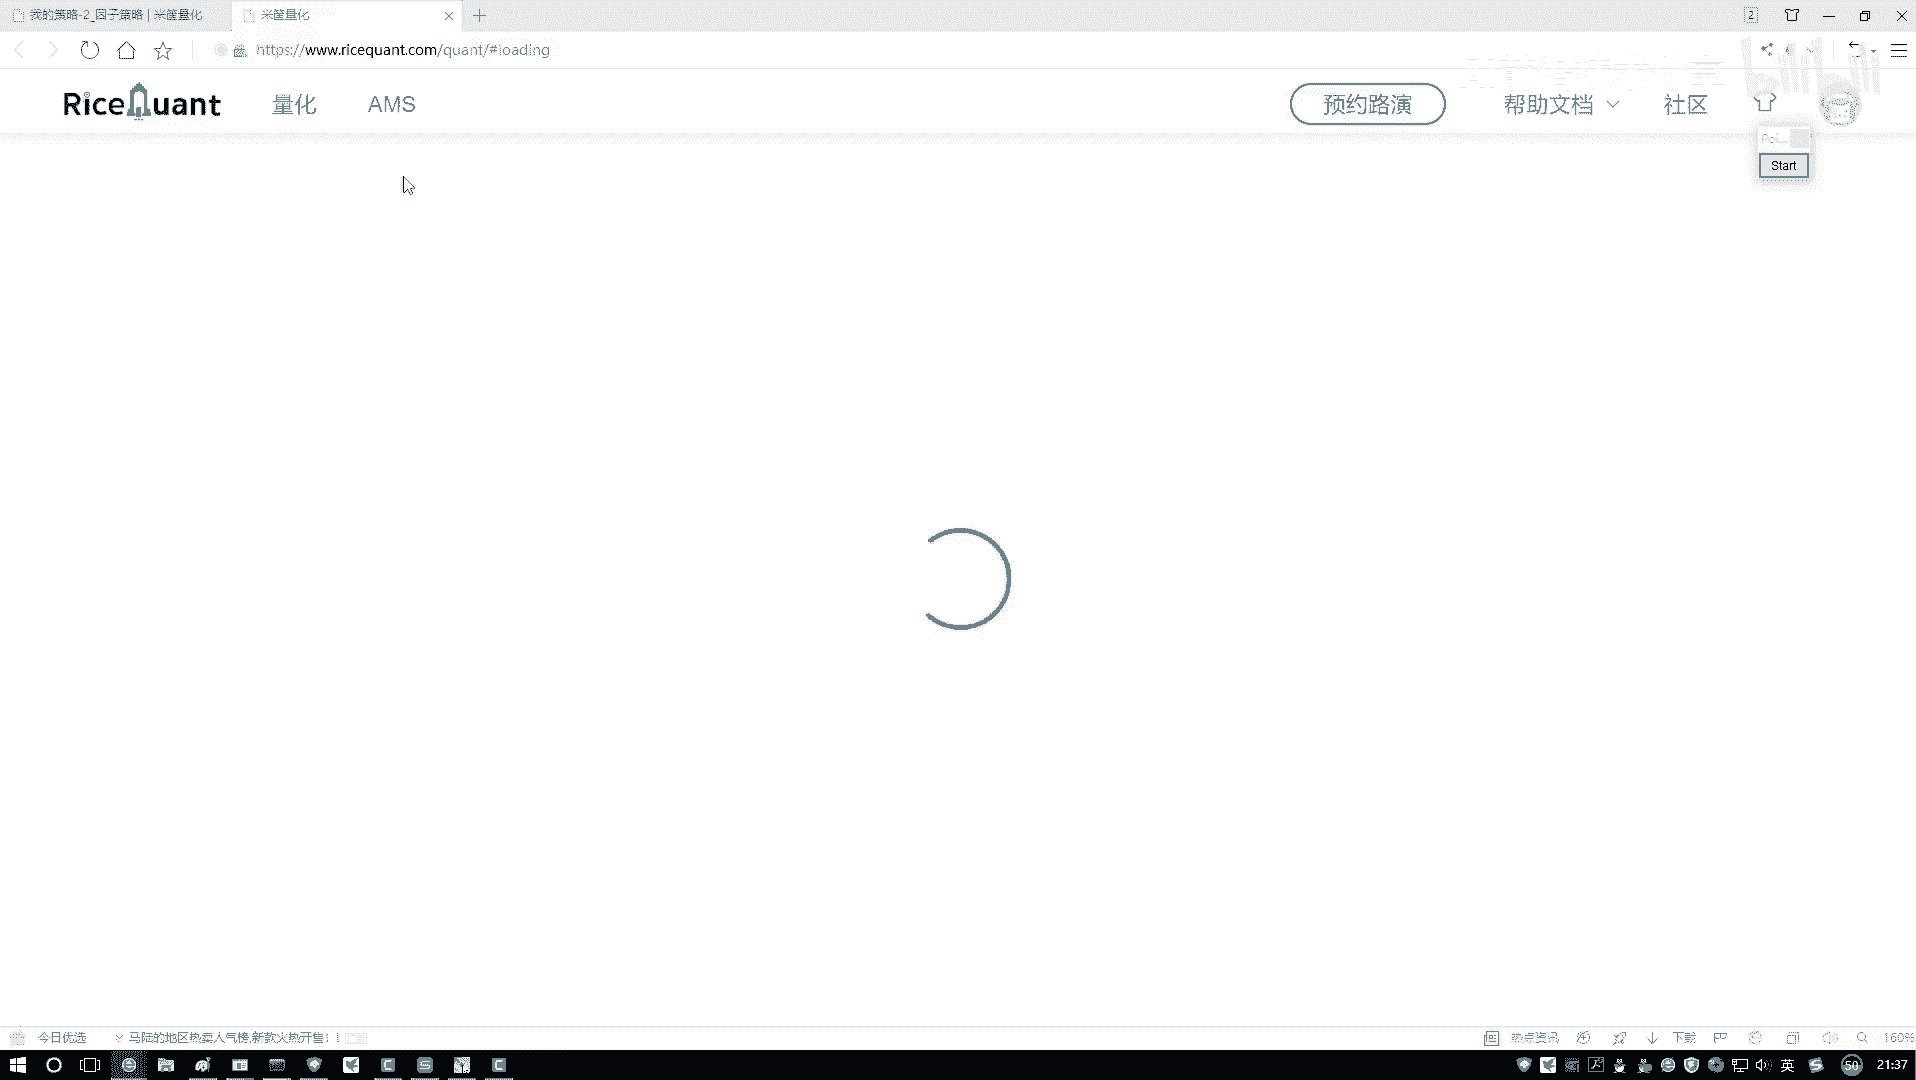 我的策略-2_因子策略 | 米筐量化
米筐量化
2
https://www.ricequant.com/quant/#loading
RiceQuant
量化
AMS
预约路演
帮助文档
社区
bilibili
Start
今日优选
马陆的地区热卖人气榜,新款火热开售!
热点资讯
下载
160%
英
50
21:37